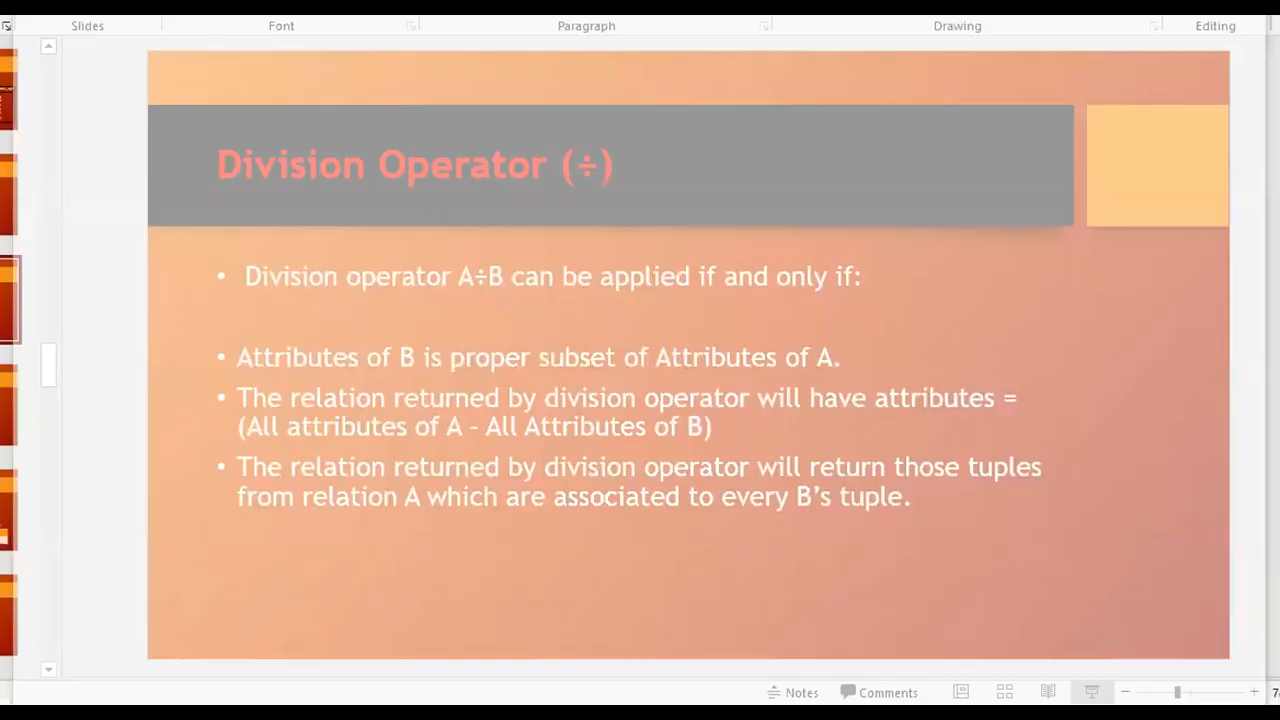 Slides Font Paragraph Drawing Editing
Division Operator (÷)
• Division operator A÷B can be applied if and only if:
• Attributes of B is proper subset of Attributes of A.
• The relation returned by division operator will have attributes =
(All attributes of A – All Attributes of B)
• The relation returned by division operator will return those tuples
from relation A which are associated to every B’s tuple.
Notes Comments